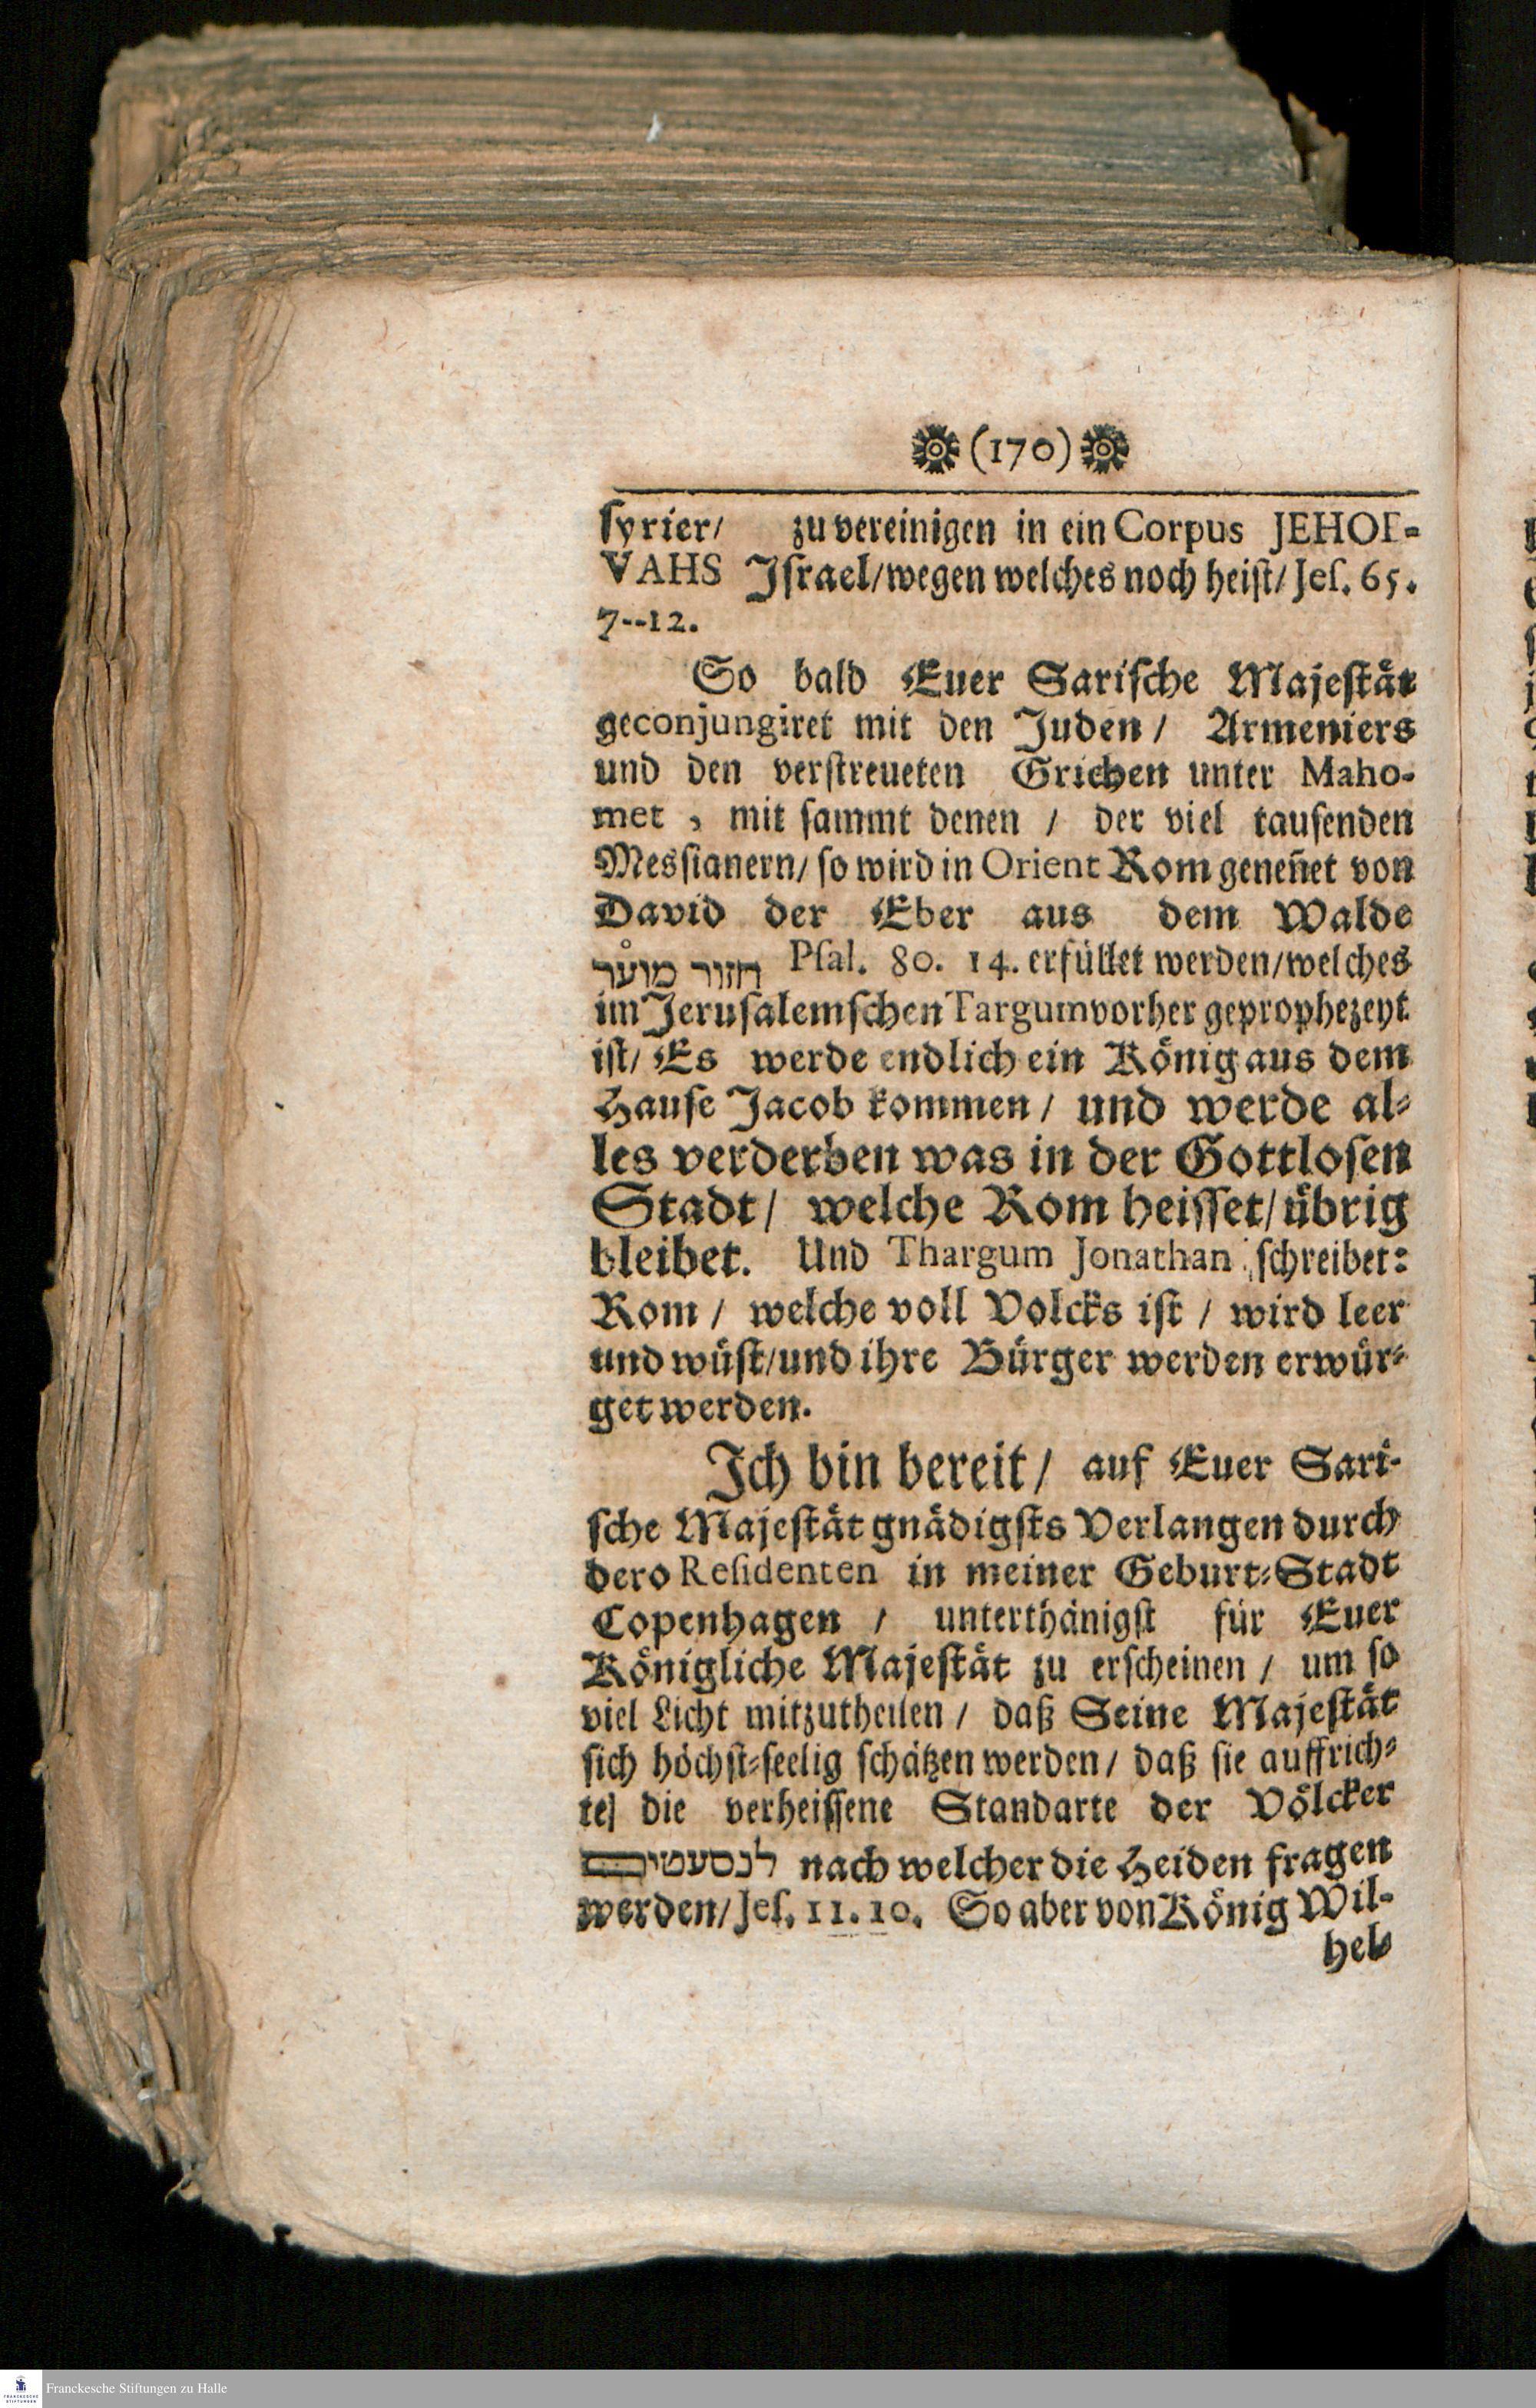 (170)
syrier/ zu vereinigen in ein Corpus JEHOE-
VAHS Israel/wegen welches noch heist/ Jes. 65.
7--12.
So bald Euer Sarische Majestät
geconjungiret mit den Juden / Armeniers
und den verstreueten Grichen unter Maho-
met , mit sammt denen / der viel tausenden
Messianern/ so wird in Orient Rom geneñet von
David der Eber aus dem Walde
חזור מוער Psal. 80. 14. erfüllet werden/welches
im Jerusalemschen Targum vorher geprophezeyt
ist/ Es werde endlich ein König aus dem
Hause Jacob kommen / und werde al-
les verderben was in der Gottlosen
Stadt / welche Rom heisset/ übrig
bleibet. Und Thargum Jonathan schreibet:
Rom / welche voll Volcks ist / wird leer
und wüst/und ihre Bürger werden erwür-
get werden.
Ich bin bereit / auf Euer Sari-
sche Majestät gnädigsts Verlangen durch
dero Residenten in meiner Geburt-Stadt
Copenhagen / unterthänigst für Euer
Königliche Majestät zu erscheinen / um so
viel Licht mitzutheilen / daß Seine Majestät
sich höchst-seelig schätzen werden / daß sie auffrich-
te] die verheissene Standarte der Völcker
nach welcher die Heiden fragen
werden/Jes. 11. 10. So aber von König Wil-
hel-
Franckesche Stiftungen zu Halle